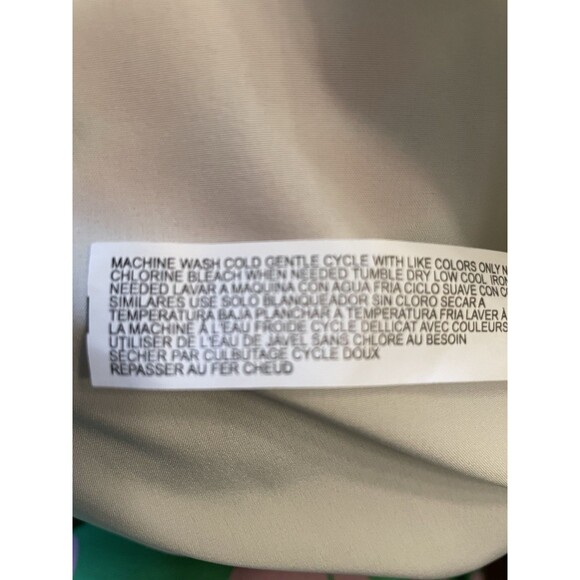 MACHINE WASH COLD GENTLE CYCLE WITH LIKE COLORS ONLY N
CHLORINE BLEACH WHEN NEEDED TUMBLE DRY LOW COOL IRON
NEEDED LAVAR A MAQUINA CON AGUA FRIA CICLO SUAVE CON CO
SIMILARES USE SOLO BLANQUEADOR SIN CLORO SECAR A
TEMPERATURA BAJA PLANCHAR A TEMPERATURA FRIA LAVER À
LA MACHINE À L'EAU FROIDE CYCLE DELLICAT AVEC COULEURS
UTILISER DE L'EAU DE JAVEL SANS CHLORE AU BESOIN
SÉCHER PAR CULBUTAGE CYCLE DOUX
REPASSER AU FER CHEUD